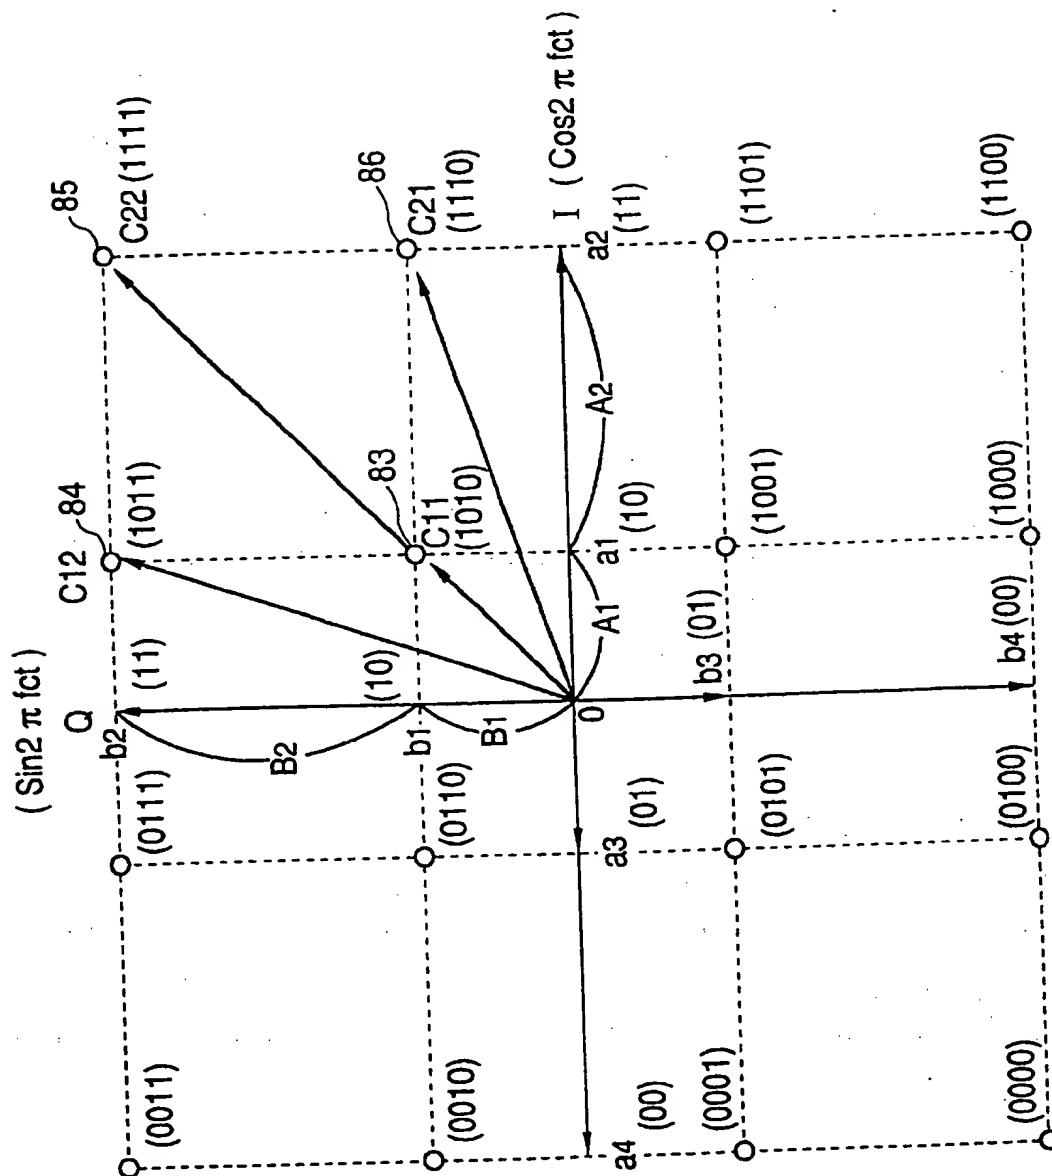 ( Sin2 π fct )
Q
b2
(11)
C12
84
(1011)
85
C22 (1111)
(0011)
(0111)
B2
b1
(10)
B1
83
C11
(1010)
86
C21
(1110)
(0010)
(0110)
I ( Cos2 π fct )
0
A1
A2
a4
(00)
a3
(01)
a1
(10)
a2
(11)
(0001)
(0101)
b3 (01)
(1001)
(1101)
(0000)
(0100)
b4 (00)
(1000)
(1100)